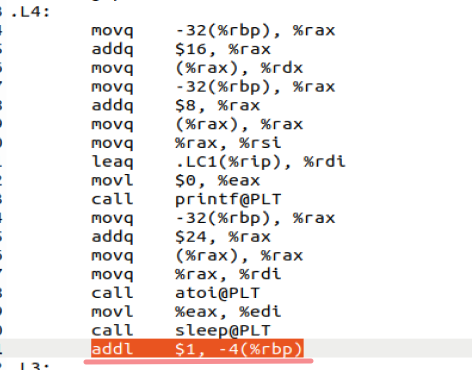 .L4:
movq -32(%rbp), %rax
addq $16, %rax
movq (%rax), %rdx
movq -32(%rbp), %rax
addq $8, %rax
movq (%rax), %rax
movq %rax, %rsi
leaq .LC1(%rip), %rdi
movl $0, %eax
call printf@PLT
movq -32(%rbp), %rax
addq $24, %rax
movq (%rax), %rax
movq %rax, %rdi
call atoi@PLT
movl %eax, %edi
call sleep@PLT
addl $1, -4(%rbp)
.L3: